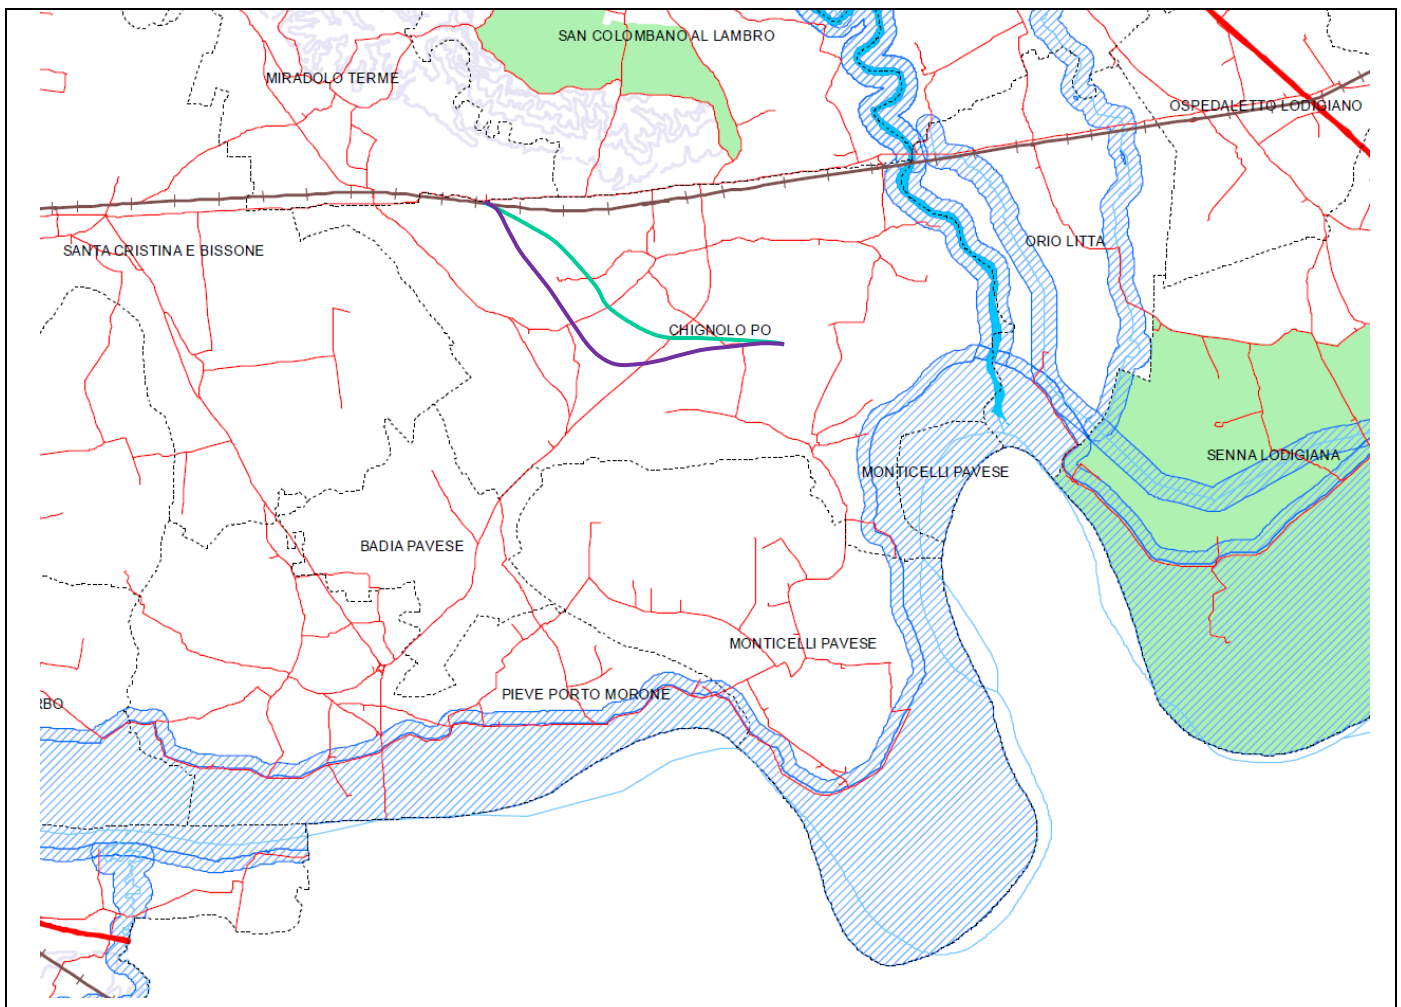 SAN COLOMBANO AL LAMBRO
MIRADOLO TERME
OSPEDALETTO LODIGIANO
SANTA CRISTINA E BISSONE
ORIO LITTA
CHIGNOLO PO
SENNA LODIGIANA
MONTICELLI PAVESE
BADIA PAVESE
MONTICELLI PAVESE
PIEVE PORTO MORONE
RBO